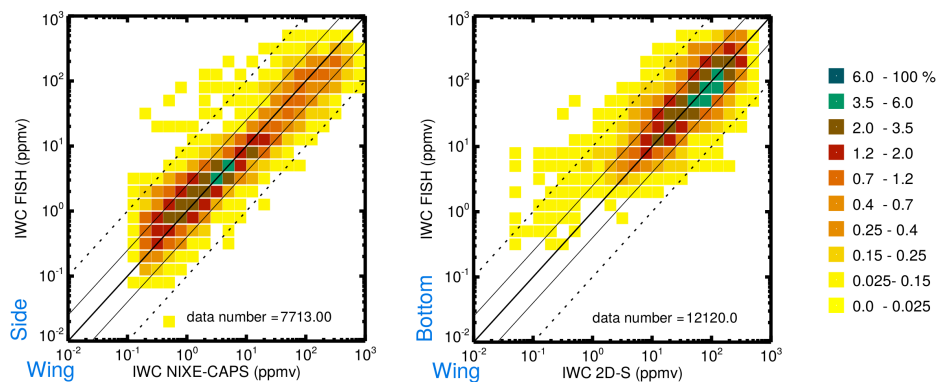 10³
10²
10¹
10⁰
10⁻¹
10⁻²
IWC FISH (ppmv)
data number =7713.00
10⁻² 10⁻¹ 10⁰ 10¹ 10² 10³
IWC NIXE-CAPS (ppmv)
Side
Wing
10³
10²
10¹
10⁰
10⁻¹
10⁻²
IWC FISH (ppmv)
data number =12120.0
10⁻² 10⁻¹ 10⁰ 10¹ 10² 10³
IWC 2D-S (ppmv)
Bottom
Wing
6.0 - 100 %
3.5 - 6.0
2.0 - 3.5
1.2 - 2.0
0.7 - 1.2
0.4 - 0.7
0.25 - 0.4
0.15 - 0.25
0.025- 0.15
0.0 - 0.025